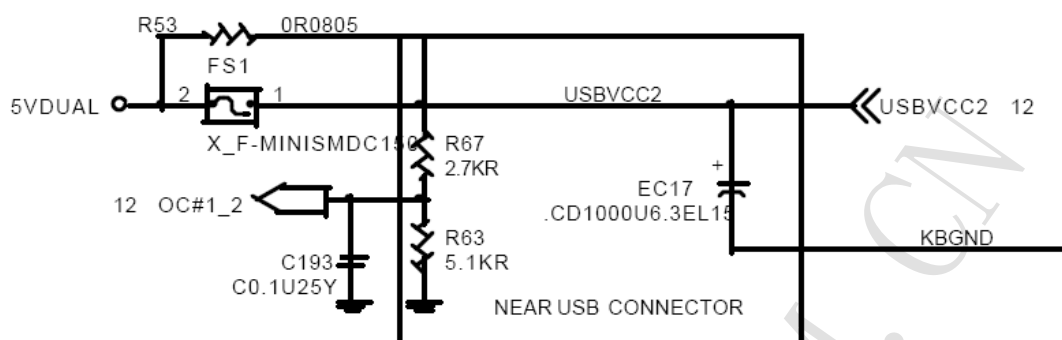 R53 0R0805
FS1
5VDUAL 2 1 USBVCC2 USBVCC2 12
X_F-MINISMDC150 R67
2.7KR
+
EC17
12 OC#1_2 .CD1000U6.3EL15
R63 KBGND
C193 5.1KR
C0.1U25Y
NEAR USB CONNECTOR
. CN